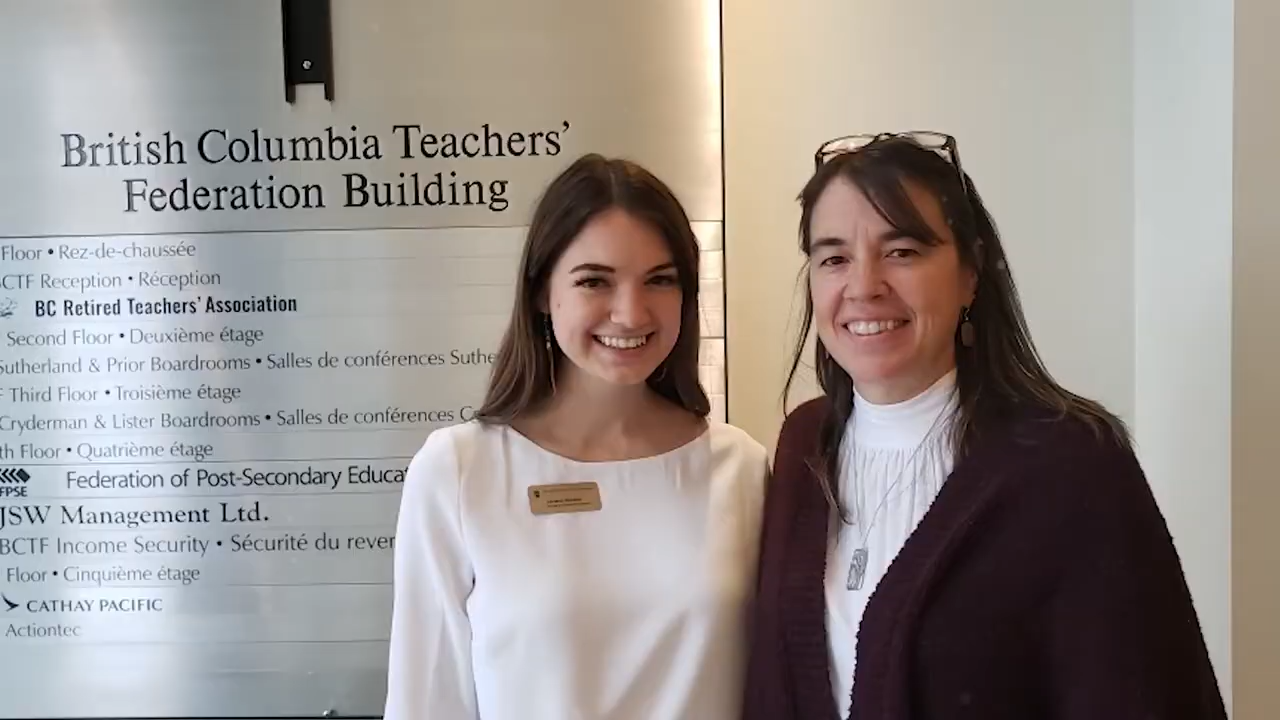 British Columbia Teachers’
Federation Building
Floor • Rez-de-chaussée
BCTF Reception • Réception
BC Retired Teachers’ Association
Second Floor • Deuxième étage
Sutherland & Prior Boardrooms • Salles de conférences
Third Floor • Troisième étage
Cryderman & Lister Boardrooms • Salles de conférences
Floor • Quatrième étage
FPSE Federation of Post-Secondary
JSW Management Ltd.
BCTF Income Security • Sécurité du
Floor • Cinquième étage
CATHAY PACIFIC
Actiontec